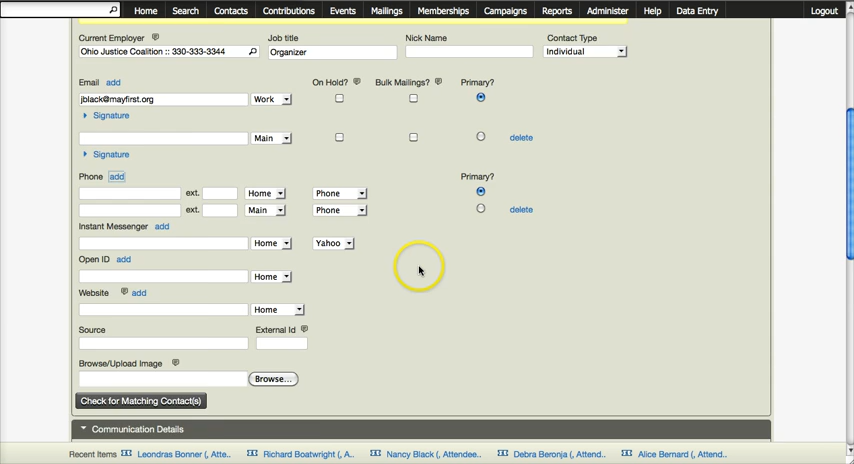 Home Search Contacts Contributions Events Mailings Memberships Campaigns Reports Administer Help Data Entry Logout
Current Employer Job title Nick Name Contact Type
Ohio Justice Coalition :: 330-333-3344 Organizer Individual
Email add On Hold? Bulk Mailings? Primary?
jblack@mayfirst.org Work
Signature
Main delete
Signature
Phone add Primary?
ext. Home Phone
ext. Main Phone delete
Instant Messenger add
Home Yahoo
Open ID add
Home
Website add
Home
Source External Id
Browse/Upload Image
Browse...
Check for Matching Contact(s)
Communication Details
Recent Items Leondras Bonner (, Atte.. Richard Boatwright (, A.. Nancy Black (, Attendee.. Debra Beronja (, Attend.. Alice Bernard (, Attend..